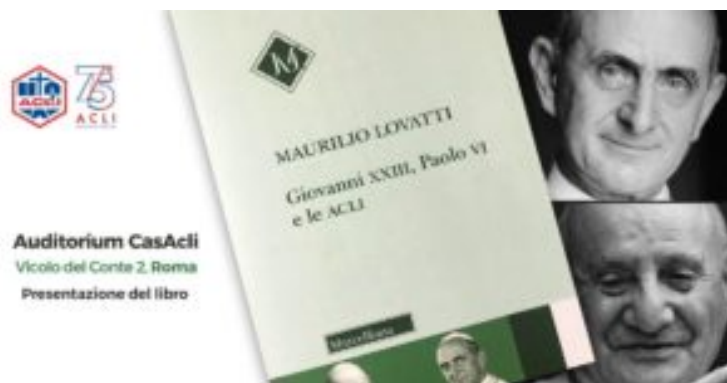 ACLI
75
ACLI
Auditorium CasAcli
Vicolo del Conte 2, Roma
Presentazione del libro
M
MAURILIO LOVATTI
Giovanni XXIII, Paolo VI
e le ACLI
Morcelliana